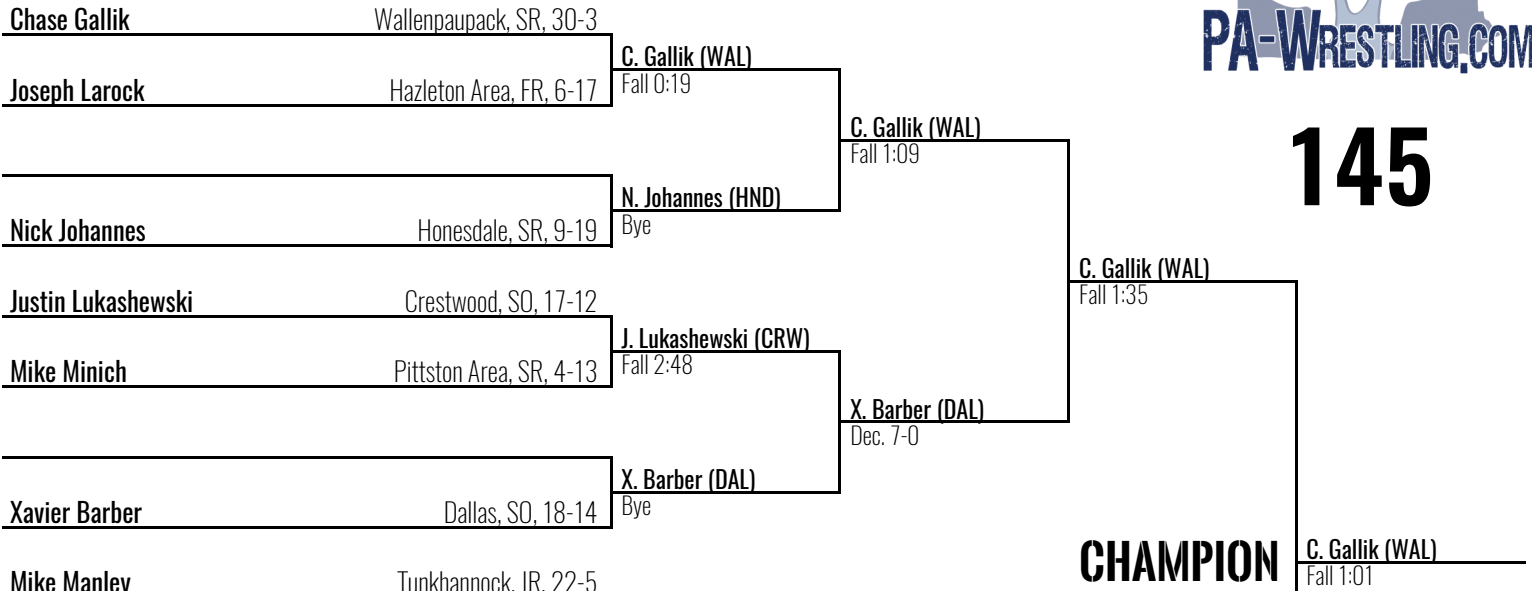 Chase Gallik Wallenpaupack, SR, 30-3
C. Gallik (WAL)
Fall 0:19
Joseph Larock Hazleton Area, FR, 6-17
C. Gallik (WAL)
Fall 1:09
N. Johannes (HND)
Bye
Nick Johannes Honesdale, SR, 9-19
C. Gallik (WAL)
Fall 1:35
Justin Lukashewski Crestwood, SO, 17-12
J. Lukashewski (CRW)
Fall 2:48
Mike Minich Pittston Area, SR, 4-13
X. Barber (DAL)
Dec. 7-0
X. Barber (DAL)
Bye
Xavier Barber Dallas, SO, 18-14
Mike Manley Tunkhannock, JR, 22-5
PA-WRESTLING.COM
145
CHAMPION
C. Gallik (WAL)
Fall 1:01